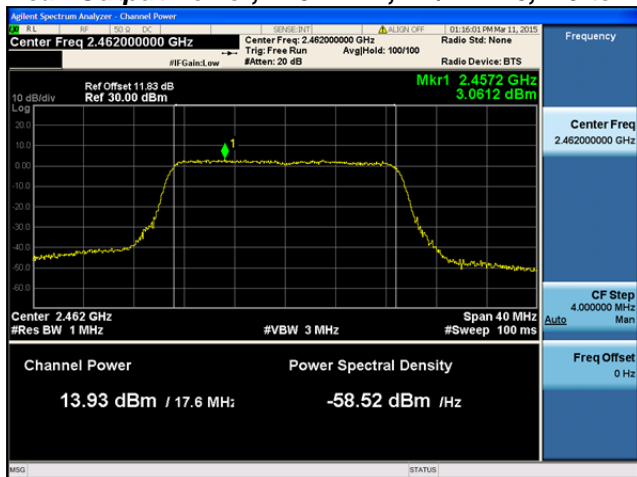 Agilent Spectrum Analyzer - Channel Power
RL RF 50 Ω DC SENSE:INT ALIGN OFF 01:16:01 PM Mar 11, 2015
Center Freq 2.462000000 GHz Center Freq: 2.462000000 GHz Radio Std: None Frequency
Trig: Free Run Avg|Hold: 100/100
#IFGain:Low #Atten: 20 dB Radio Device: BTS
Ref Offset 11.83 dB Mkr1 2.4572 GHz
10 dB/div Ref 30.00 dBm 3.0612 dBm
Log
20.0
Center Freq
2.462000000 GHz
10.0
1
0.00
-10.0
-20.0
-30.0
-40.0
-50.0
-60.0
CF Step
4.000000 MHz
Auto Man
Center 2.462 GHz Span 40 MHz
#Res BW 1 MHz #VBW 3 MHz #Sweep 100 ms
Channel Power Power Spectral Density
Freq Offset
0 Hz
13.93 dBm / 17.6 MHz -58.52 dBm /Hz
MSG STATUS